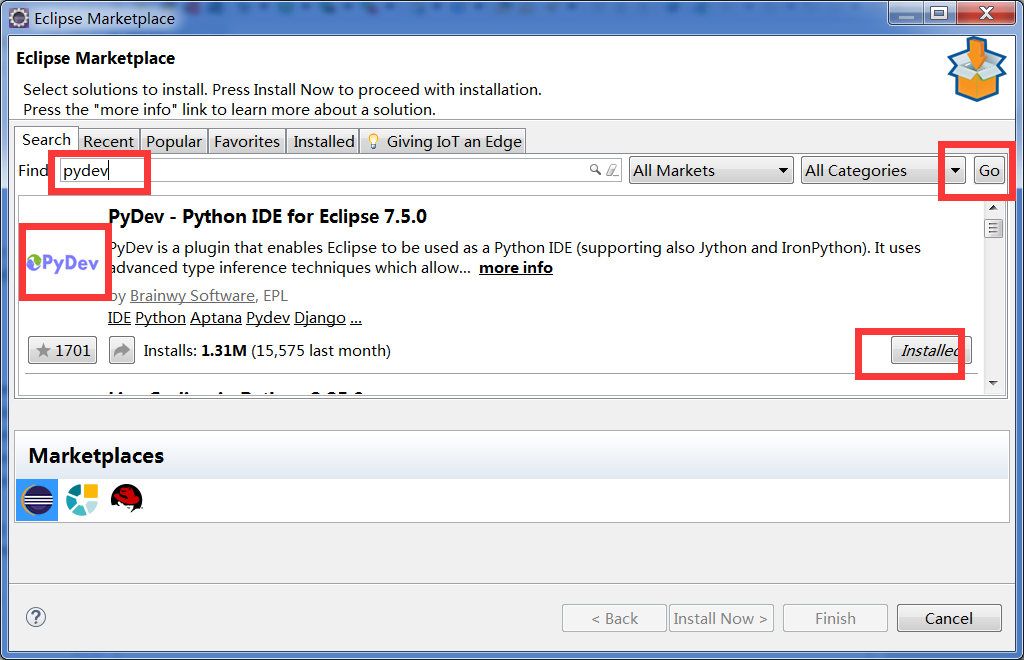 Eclipse Marketplace
Eclipse Marketplace
Select solutions to install. Press Install Now to proceed with installation.
Press the "more info" link to learn more about a solution.
Search Recent Popular Favorites Installed Giving IoT an Edge
Find pydev All Markets All Categories Go
PyDev - Python IDE for Eclipse 7.5.0
PyDev
PyDev is a plugin that enables Eclipse to be used as a Python IDE (supporting also Jython and IronPython). It uses
advanced type inference techniques which allow... more info
by Brainwy Software, EPL
IDE Python Aptana Pydev Django ...
1701 Installs: 1.31M (15,575 last month) Installed
Marketplaces
? < Back Install Now > Finish Cancel